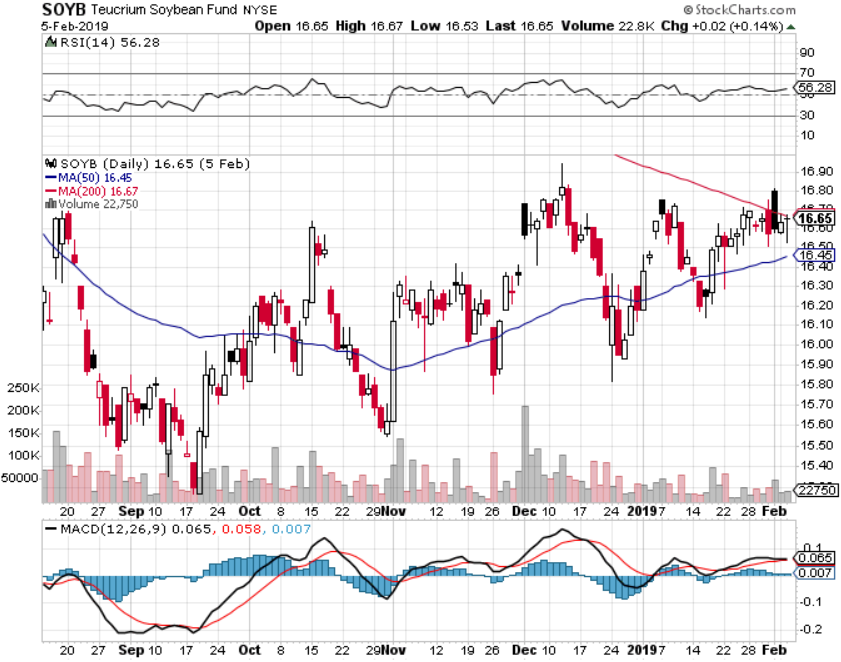 SOYB Teucrium Soybean Fund NYSE © StockCharts.com
5-Feb-2019 Open 16.65 High 16.67 Low 16.53 Last 16.65 Volume 22.8K Chg +0.02 (+0.14%)
RSI(14) 56.28
90
70
56.28
30
10
SOYB (Daily) 16.65 (5 Feb)
MA(50) 16.45
MA(200) 16.67
Volume 22,750
16.90
16.80
16.65
16.60
16.50
16.45
16.40
16.30
16.20
16.10
16.00
15.90
15.80
15.70
15.60
15.50
15.40
250K
200K
150K
100K
50000
22750
20 27 Sep 10 17 24 Oct 8 15 22 29 Nov 12 19 26 Dec 10 17 24 2019 7 14 22 28 Feb
MACD(12,26,9) 0.065, 0.058, 0.007
0.1
0.065
0.007
-0.1
-0.2
20 27 Sep 10 17 24 Oct 8 15 22 29 Nov 12 19 26 Dec 10 17 24 2019 7 14 22 28 Feb